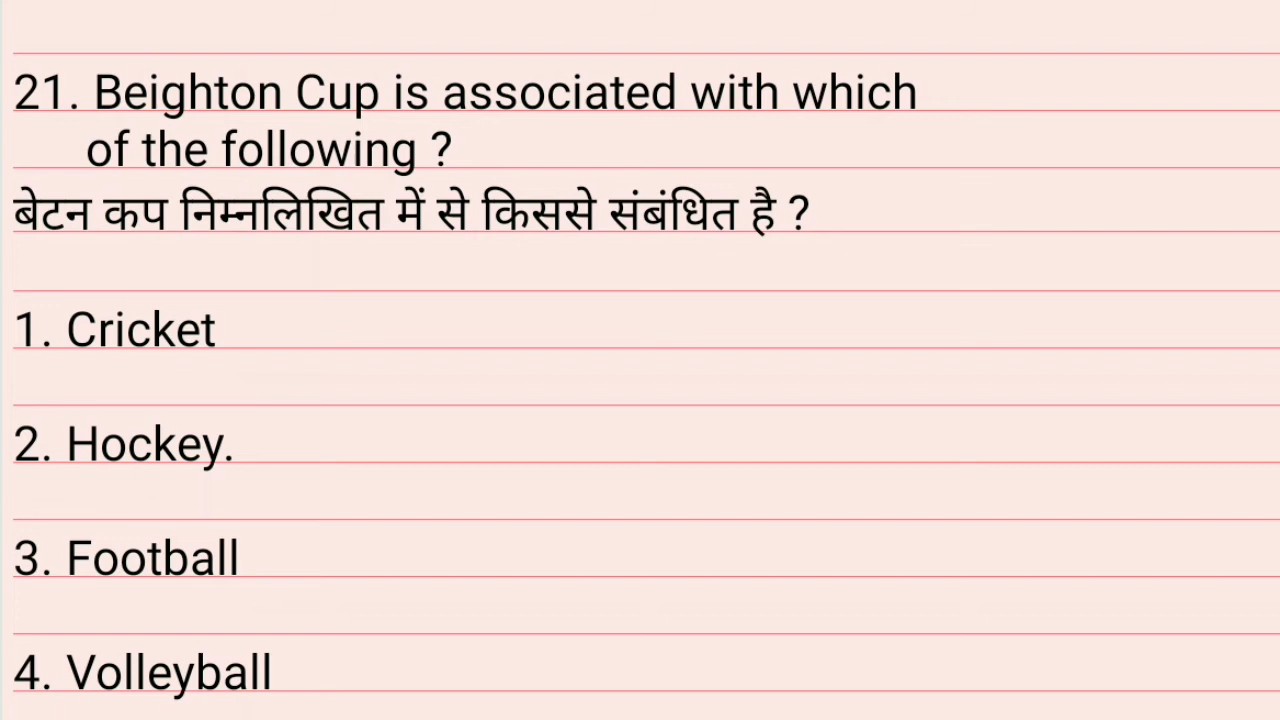 21. Beighton Cup is associated with which
of the following ?
बेटन कप निम्नलिखित में से किससे संबंधित है ?
1. Cricket
2. Hockey.
3. Football
4. Volleyball